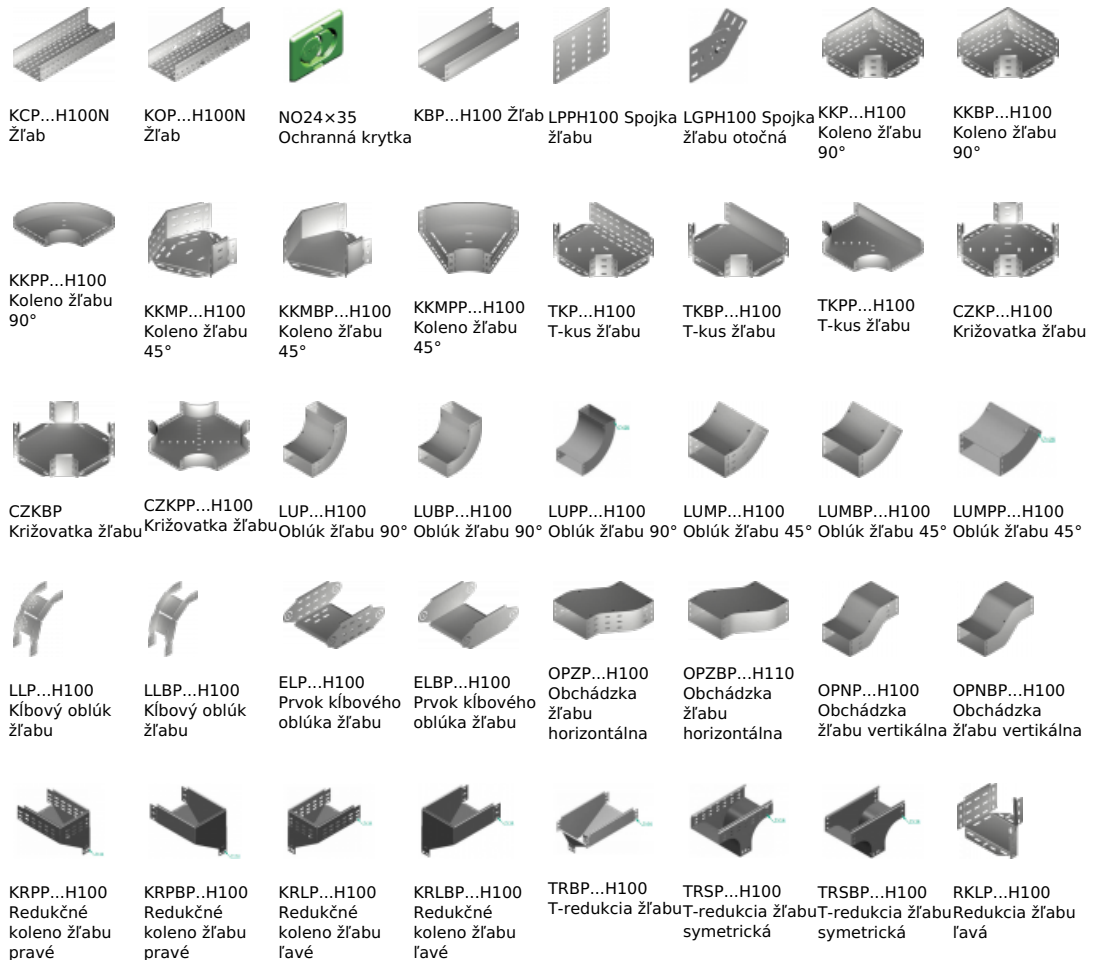 KCP...H100N
Žľab
KOP...H100N
Žľab
NO24×35
Ochranná krytka
KBP...H100 Žľab
LPPH100 Spojka
žľabu
LGPH100 Spojka
žľabu otočná
KKP...H100
Koleno žľabu
90°
KKBP...H100
Koleno žľabu
90°
KKPP...H100
Koleno žľabu
90°
KKMP...H100
Koleno žľabu
45°
KKMBP...H100
Koleno žľabu
45°
KKMPP...H100
Koleno žľabu
45°
TKP...H100
T-kus žľabu
TKBP...H100
T-kus žľabu
TKPP...H100
T-kus žľabu
CZKP...H100
Križovatka žľabu
CZKBP
Križovatka žľabu
CZKPP...H100
Križovatka žľabu
LUP...H100
Oblúk žľabu 90°
LUBP...H100
Oblúk žľabu 90°
LUPP...H100
Oblúk žľabu 90°
LUMP...H100
Oblúk žľabu 45°
LUMBP...H100
Oblúk žľabu 45°
LUMPP...H100
Oblúk žľabu 45°
LLP...H100
Kĺbový oblúk
žľabu
LLBP...H100
Kĺbový oblúk
žľabu
ELP...H100
Prvok kĺbového
oblúka žľabu
ELBP...H100
Prvok kĺbového
oblúka žľabu
OPZP...H100
Obchádzka
žľabu
horizontálna
OPZBP...H110
Obchádzka
žľabu
horizontálna
OPNP...H100
Obchádzka
žľabu vertikálna
OPNBP...H100
Obchádzka
žľabu vertikálna
KRPP...H100
Redukčné
koleno žľabu
pravé
KRPBP..H100
Redukčné
koleno žľabu
pravé
KRLP...H100
Redukčné
koleno žľabu
ľavé
KRLBP...H100
Redukčné
koleno žľabu
ľavé
TRBP...H100
T-redukcia žľabu
TRSP...H100
T-redukcia žľabu
symetrická
TRSBP...H100
T-redukcia žľabu
symetrická
RKLP...H100
Redukcia žľabu
ľavá